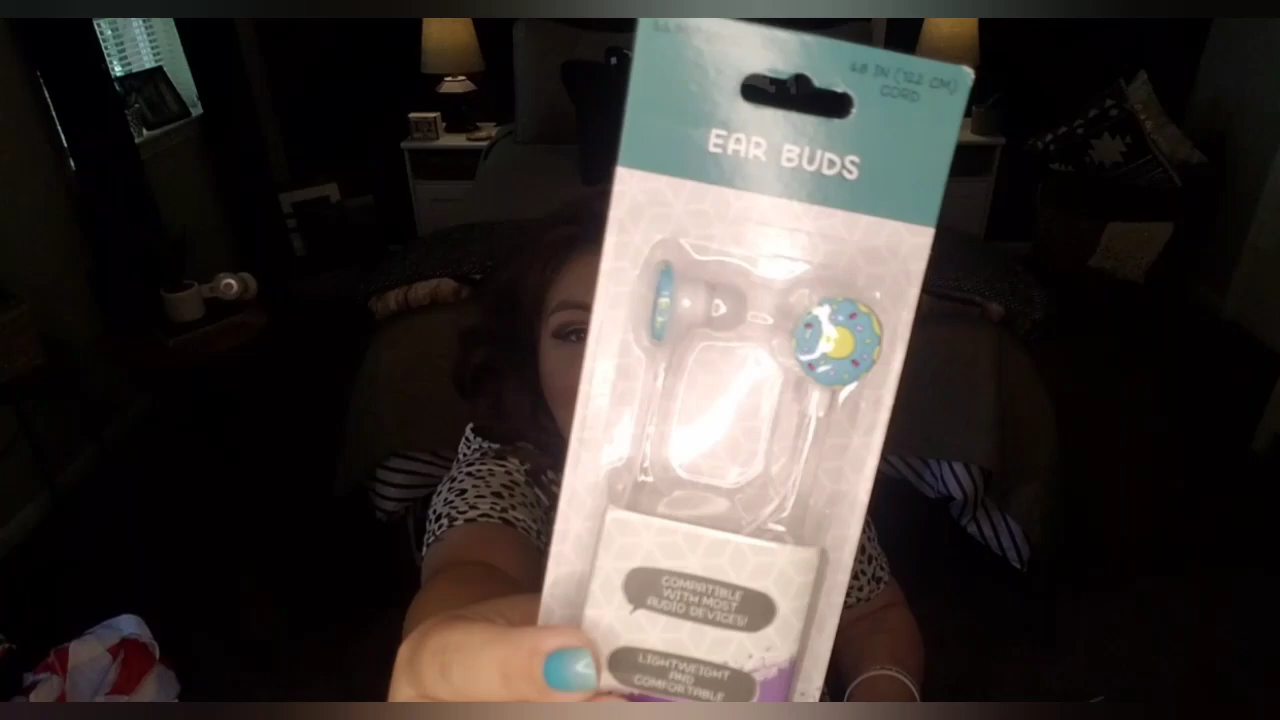 48 IN (122 CM)
CORD
EAR BUDS
COMPATIBLE
WITH MOST
AUDIO DEVICES!
LIGHTWEIGHT
AND
COMFORTABLE